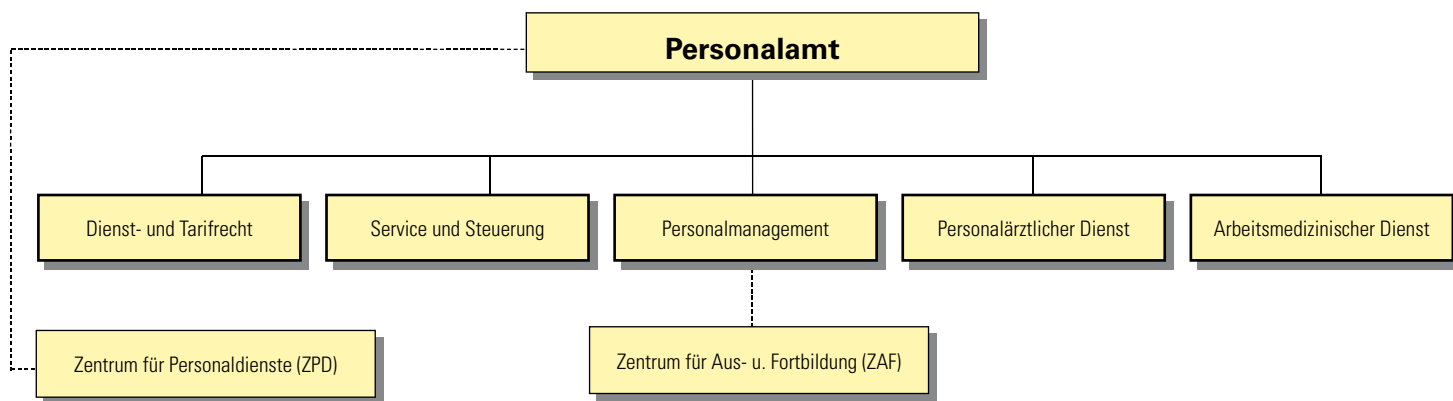 Personalamt
Dienst- und Tarifrecht
Service und Steuerung
Personalmanagement
Personalärztlicher Dienst
Arbeitsmedizinischer Dienst
Zentrum für Personaldienste (ZPD)
Zentrum für Aus- u. Fortbildung (ZAF)